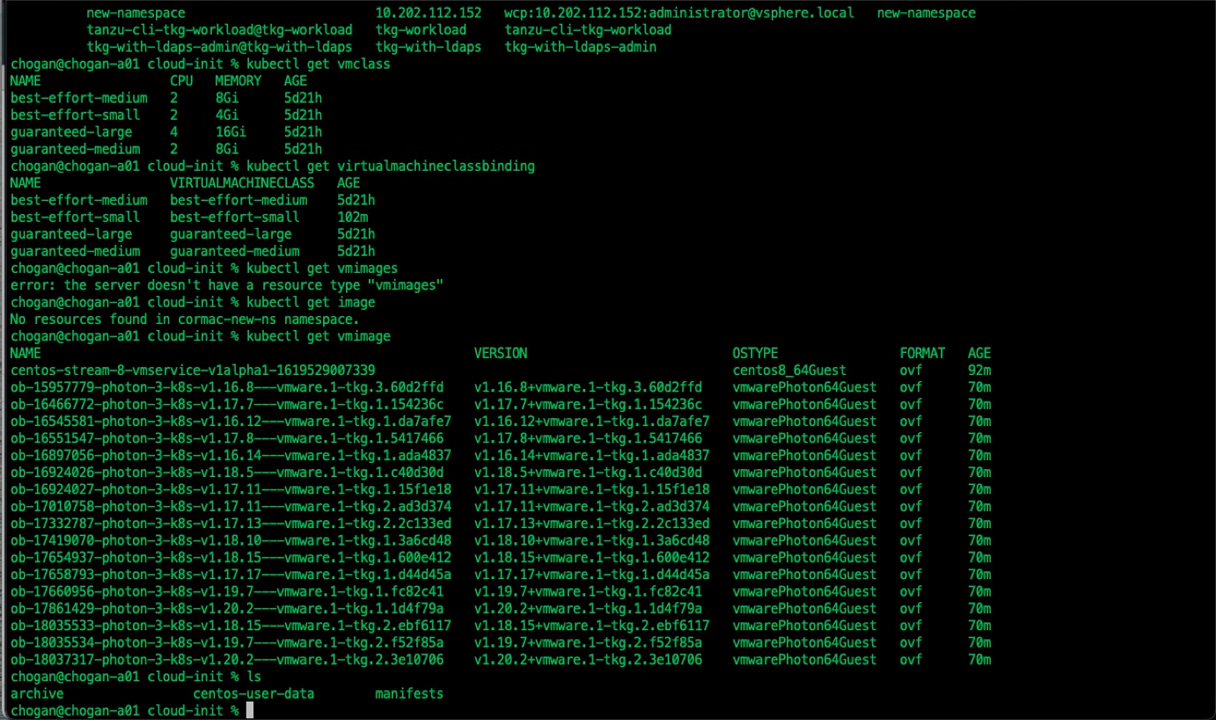 new-namespace 10.202.112.152 wcp:10.202.112.152:administrator@vsphere.local new-namespace
tanzu-cli-tkg-workload@tkg-workload tkg-workload tanzu-cli-tkg-workload
tkg-with-ldaps-admin@tkg-with-ldaps tkg-with-ldaps tkg-with-ldaps-admin
chogan@chogan-a01 cloud-init % kubectl get vmclass
NAME CPU MEMORY AGE
best-effort-medium 2 8Gi 5d21h
best-effort-small 2 4Gi 5d21h
guaranteed-large 4 16Gi 5d21h
guaranteed-medium 2 8Gi 5d21h
chogan@chogan-a01 cloud-init % kubectl get virtualmachineclassbinding
NAME VIRTUALMACHINECLASS AGE
best-effort-medium best-effort-medium 5d21h
best-effort-small best-effort-small 102m
guaranteed-large guaranteed-large 5d21h
guaranteed-medium guaranteed-medium 5d21h
chogan@chogan-a01 cloud-init % kubectl get vmimages
error: the server doesn't have a resource type "vmimages"
chogan@chogan-a01 cloud-init % kubectl get image
No resources found in cormac-new-ns namespace.
chogan@chogan-a01 cloud-init % kubectl get vmimage
NAME VERSION OSTYPE FORMAT AGE
centos-stream-8-vmservice-v1alpha1-1619529007339 centos8_64Guest ovf 92m
ob-15957779-photon-3-k8s-v1.16.8---vmware.1-tkg.3.60d2ffd v1.16.8+vmware.1-tkg.3.60d2ffd vmwarePhoton64Guest ovf 70m
ob-16466772-photon-3-k8s-v1.17.7---vmware.1-tkg.1.154236c v1.17.7+vmware.1-tkg.1.154236c vmwarePhoton64Guest ovf 70m
ob-16545581-photon-3-k8s-v1.16.12---vmware.1-tkg.1.da7afe7 v1.16.12+vmware.1-tkg.1.da7afe7 vmwarePhoton64Guest ovf 70m
ob-16551547-photon-3-k8s-v1.17.8---vmware.1-tkg.1.5417466 v1.17.8+vmware.1-tkg.1.5417466 vmwarePhoton64Guest ovf 70m
ob-16897056-photon-3-k8s-v1.16.14---vmware.1-tkg.1.ada4837 v1.16.14+vmware.1-tkg.1.ada4837 vmwarePhoton64Guest ovf 70m
ob-16924026-photon-3-k8s-v1.18.5---vmware.1-tkg.1.c40d30d v1.18.5+vmware.1-tkg.1.c40d30d vmwarePhoton64Guest ovf 70m
ob-16924027-photon-3-k8s-v1.17.11---vmware.1-tkg.1.15f1e18 v1.17.11+vmware.1-tkg.1.15f1e18 vmwarePhoton64Guest ovf 70m
ob-17010758-photon-3-k8s-v1.17.11---vmware.1-tkg.2.ad3d374 v1.17.11+vmware.1-tkg.2.ad3d374 vmwarePhoton64Guest ovf 70m
ob-17332787-photon-3-k8s-v1.17.13---vmware.1-tkg.2.2c133ed v1.17.13+vmware.1-tkg.2.2c133ed vmwarePhoton64Guest ovf 70m
ob-17419070-photon-3-k8s-v1.18.10---vmware.1-tkg.1.3a6cd48 v1.18.10+vmware.1-tkg.1.3a6cd48 vmwarePhoton64Guest ovf 70m
ob-17654937-photon-3-k8s-v1.18.15---vmware.1-tkg.1.600e412 v1.18.15+vmware.1-tkg.1.600e412 vmwarePhoton64Guest ovf 70m
ob-17658793-photon-3-k8s-v1.17.17---vmware.1-tkg.1.d44d45a v1.17.17+vmware.1-tkg.1.d44d45a vmwarePhoton64Guest ovf 70m
ob-17660956-photon-3-k8s-v1.19.7---vmware.1-tkg.1.fc82c41 v1.19.7+vmware.1-tkg.1.fc82c41 vmwarePhoton64Guest ovf 70m
ob-17861429-photon-3-k8s-v1.20.2---vmware.1-tkg.1.1d4f79a v1.20.2+vmware.1-tkg.1.1d4f79a vmwarePhoton64Guest ovf 70m
ob-18035533-photon-3-k8s-v1.18.15---vmware.1-tkg.2.ebf6117 v1.18.15+vmware.1-tkg.2.ebf6117 vmwarePhoton64Guest ovf 70m
ob-18035534-photon-3-k8s-v1.19.7---vmware.1-tkg.2.f52f85a v1.19.7+vmware.1-tkg.2.f52f85a vmwarePhoton64Guest ovf 70m
ob-18037317-photon-3-k8s-v1.20.2---vmware.1-tkg.2.3e10706 v1.20.2+vmware.1-tkg.2.3e10706 vmwarePhoton64Guest ovf 70m
chogan@chogan-a01 cloud-init % ls
archive centos-user-data manifests
chogan@chogan-a01 cloud-init %